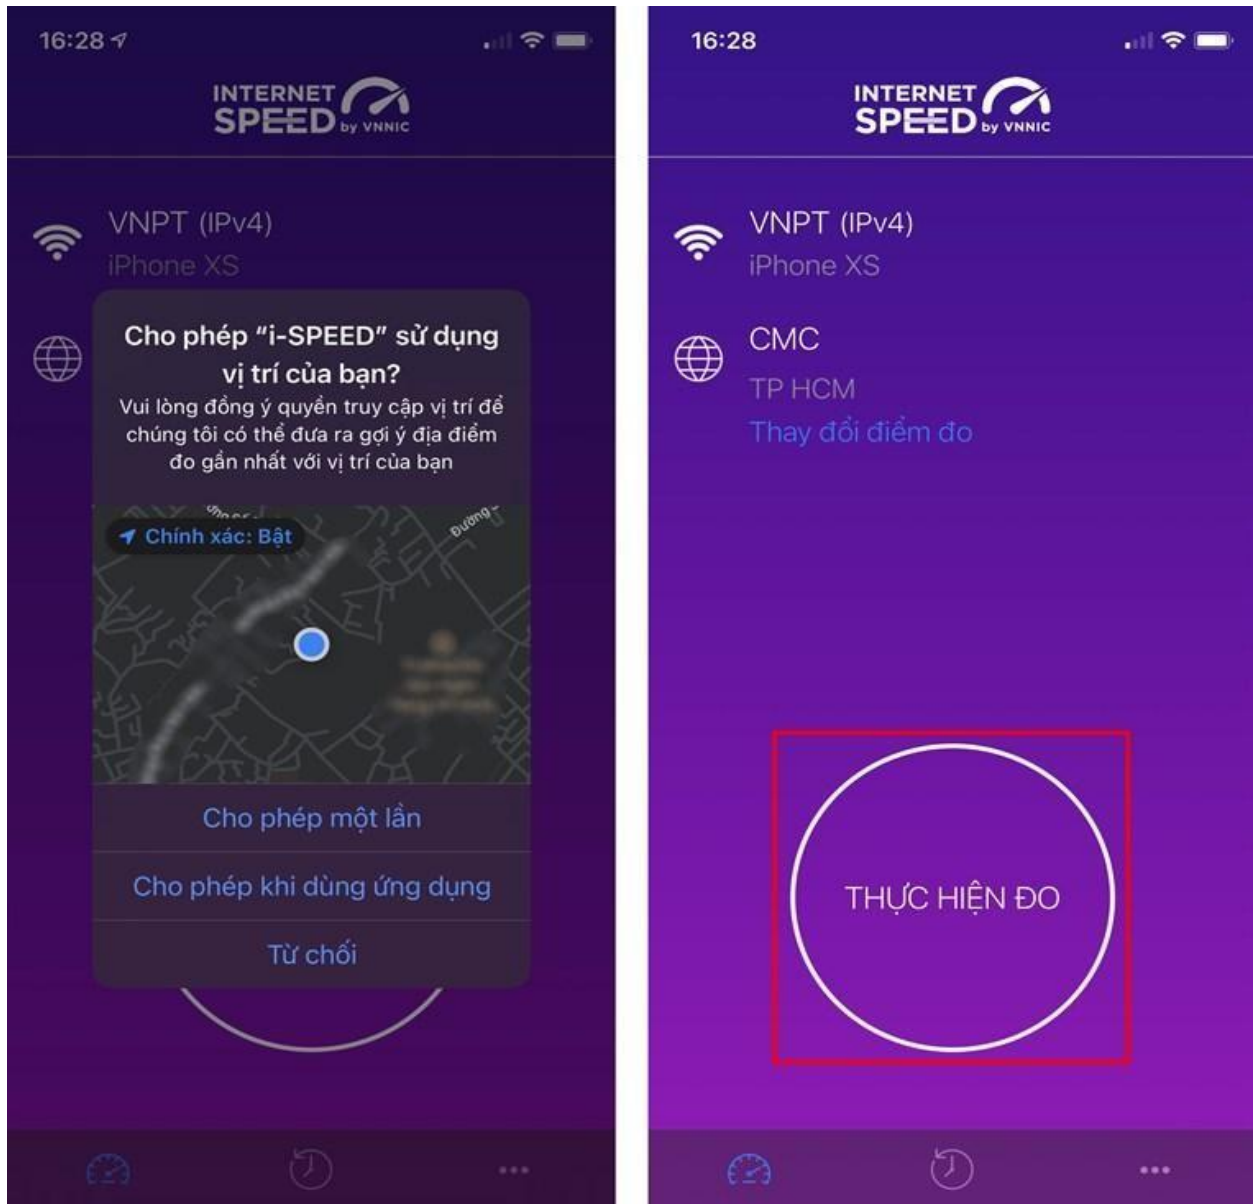 16:28
INTERNET
SPEED by VNNIC
VNPT (IPv4)
iPhone XS
Cho phép “i-SPEED” sử dụng
vị trí của bạn?
Vui lòng đồng ý quyền truy cập vị trí để
chúng tôi có thể đưa ra gợi ý địa điểm
đo gần nhất với vị trí của bạn
Chính xác: Bật
Đường
Cho phép một lần
Cho phép khi dùng ứng dụng
Từ chối
16:28
INTERNET
SPEED by VNNIC
VNPT (IPv4)
iPhone XS
CMC
TP HCM
Thay đổi điểm đo
THỰC HIỆN ĐO